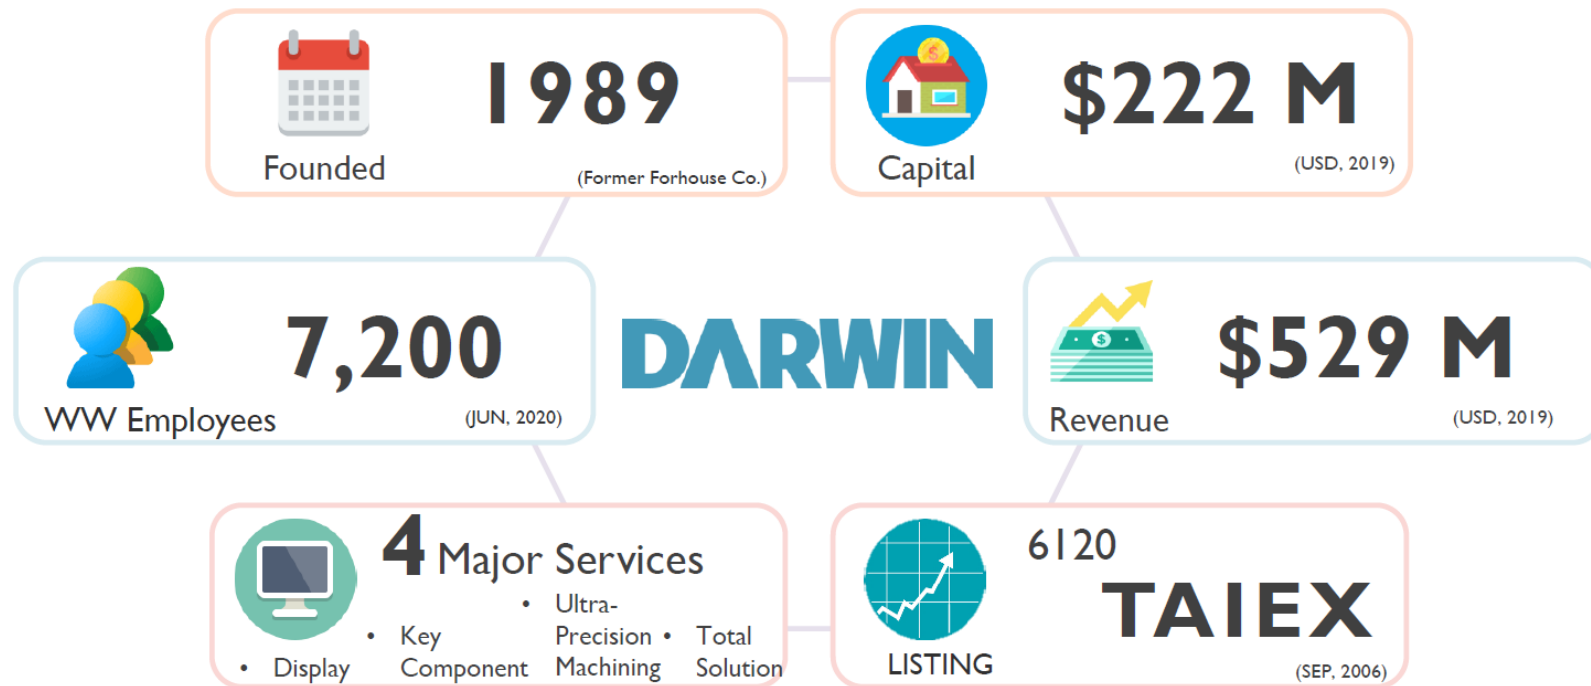 1989
Founded
(Former Forhouse Co.)
$222 M
Capital
(USD, 2019)
7,200
WW Employees
(JUN, 2020)
DARWIN
$529 M
Revenue
(USD, 2019)
4 Major Services
• Display
• Key
Component
• Ultra-
Precision
Machining
• Total
Solution
6120
TAIEX
LISTING
(SEP, 2006)